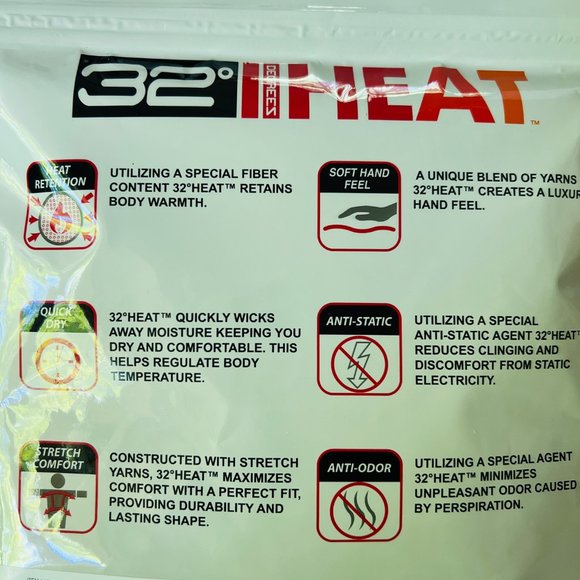 32° DEGREES HEAT™
HEAT
RETENTION
UTILIZING A SPECIAL FIBER
CONTENT 32°HEAT™ RETAINS
BODY WARMTH.
SOFT HAND
FEEL
A UNIQUE BLEND OF YARNS
32°HEAT™ CREATES A LUXUR
HAND FEEL.
QUICK
DRY
32°HEAT™ QUICKLY WICKS
AWAY MOISTURE KEEPING YOU
DRY AND COMFORTABLE. THIS
HELPS REGULATE BODY
TEMPERATURE.
ANTI-STATIC
UTILIZING A SPECIAL
ANTI-STATIC AGENT 32°HEAT™
REDUCES CLINGING AND
DISCOMFORT FROM STATIC
ELECTRICITY.
STRETCH
COMFORT
CONSTRUCTED WITH STRETCH
YARNS, 32°HEAT™ MAXIMIZES
COMFORT WITH A PERFECT FIT,
PROVIDING DURABILITY AND
LASTING SHAPE.
ANTI-ODOR
UTILIZING A SPECIAL AGENT
32°HEAT™ MINIMIZES
UNPLEASANT ODOR CAUSED
BY PERSPIRATION.